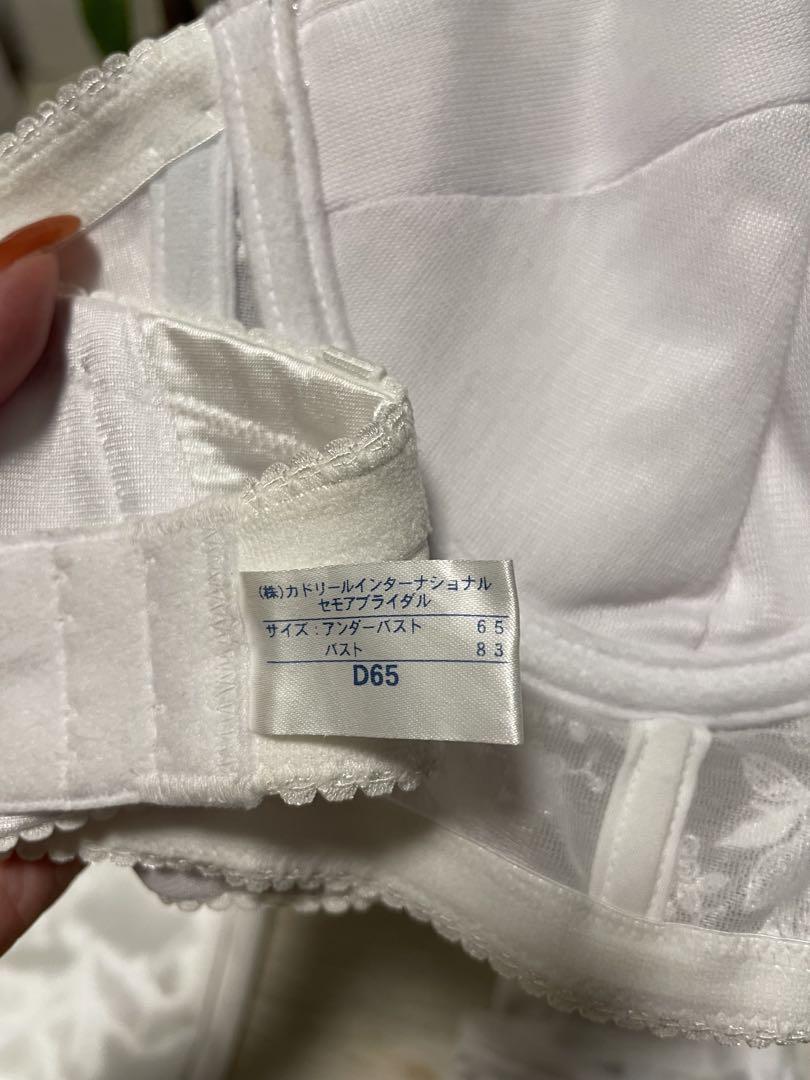 (株)カドリールインターナショナル
セモアブライダル
サイズ:アンダーバスト 65
バスト 83
D65